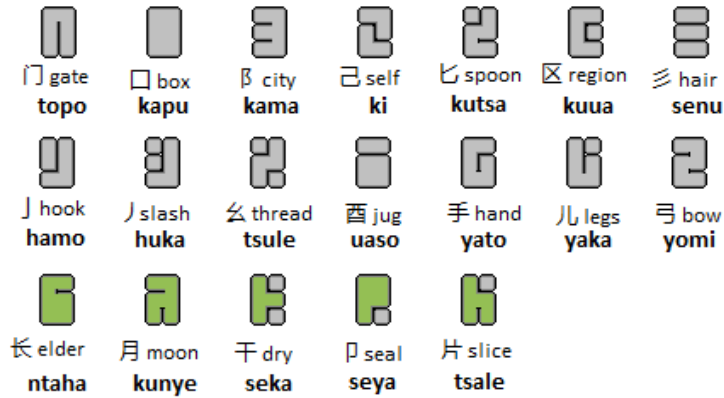 门 gate 口 box 阝 city 己 self 匕 spoon 区 region 彡 hair
topo kapu kama ki kutsa kuua senu
亅 hook 丿 slash 幺 thread 酉 jug 手 hand 儿 legs 弓 bow
hamo huka tsule uaso yato yaka yomi
长 elder 月 moon 干 dry 卩 seal 片 slice
ntaha kunye seka seya tsale